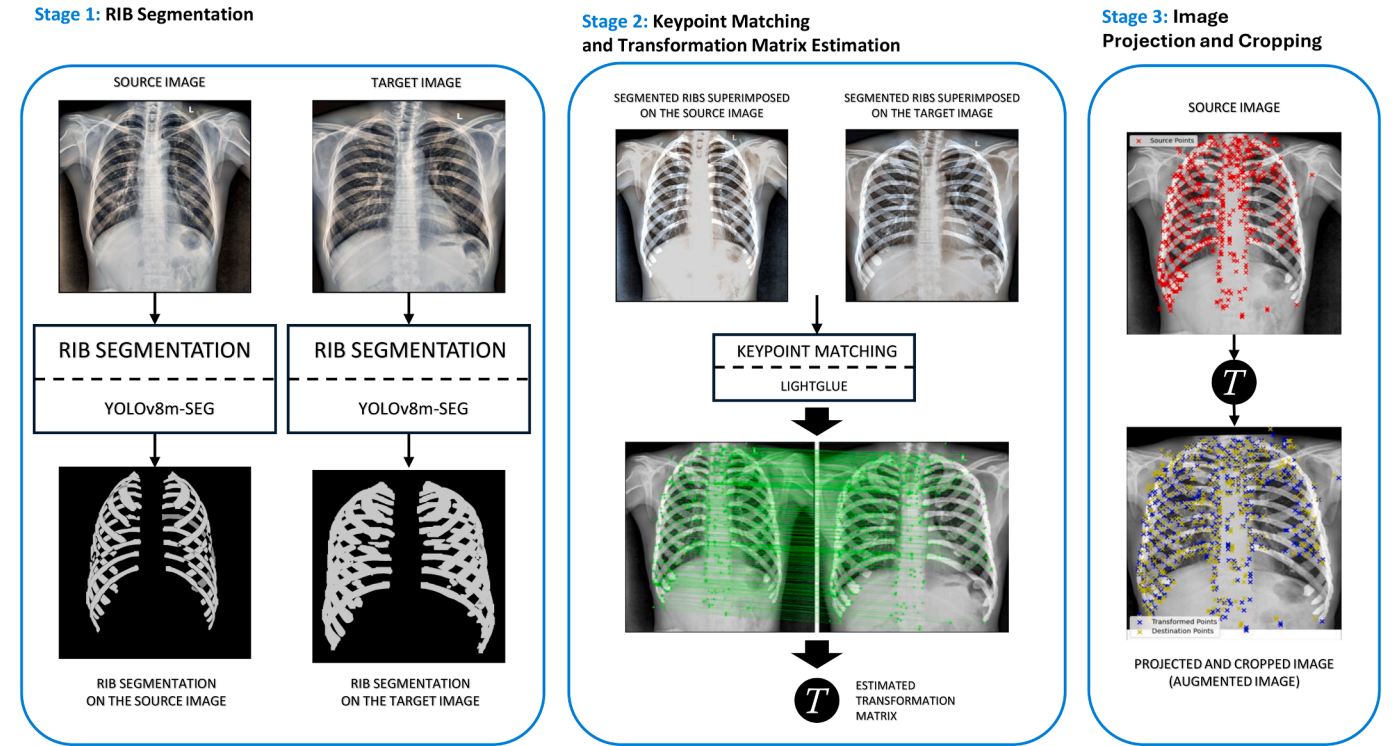 Stage 1: RIB Segmentation
SOURCE IMAGE
TARGET IMAGE
L
L
RIB SEGMENTATION
YOLOv8m-SEG
RIB SEGMENTATION
YOLOv8m-SEG
RIB SEGMENTATION
ON THE SOURCE IMAGE
RIB SEGMENTATION
ON THE TARGET IMAGE
Stage 2: Keypoint Matching
and Transformation Matrix Estimation
SEGMENTED RIBS SUPERIMPOSED
ON THE SOURCE IMAGE
SEGMENTED RIBS SUPERIMPOSED
ON THE TARGET IMAGE
L
L
KEYPOINT MATCHING
LIGHTGLUE
T
ESTIMATED
TRANSFORMATION
MATRIX
Stage 3: Image
Projection and Cropping
SOURCE IMAGE
Source Points
T
Transformed Points
Destination Points
PROJECTED AND CROPPED IMAGE
(AUGMENTED IMAGE)